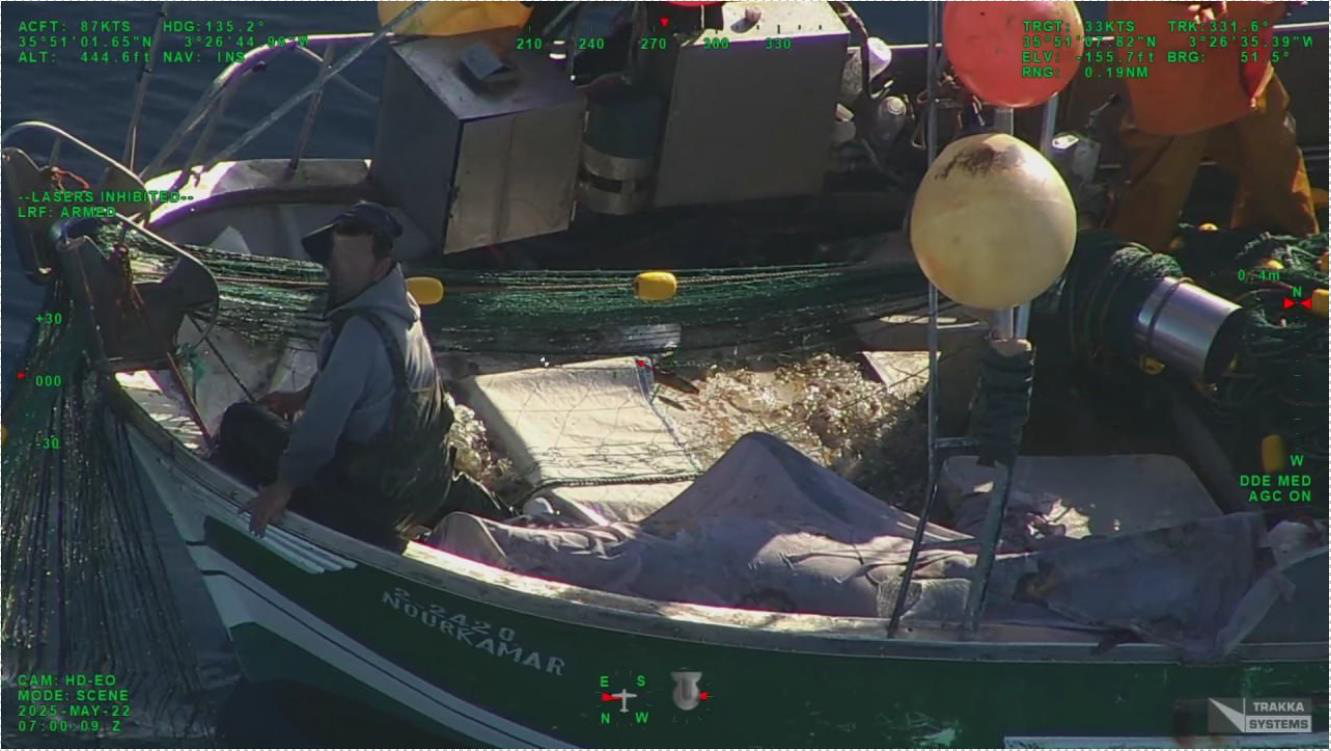 ACFT: 87KTS HDG:135.2°
35°51'01.65"N 3°26'44.96"W
ALT: 444.6ft NAV: INS
210 240 270 300 330
TRGT: 33KTS TRK:331.6°
35°51'07.82"N 3°26'35.39"W
ELV: -155.7ft BRG: 51.5°
RNG: 0.19NM
--LASERS INHIBITED--
LRF: ARMED
0.4m
N
+30
000
-30
W
DDE MED
AGC ON
2420
NOURKAMAR
CAM: HD-EO
MODE: SCENE
2025-MAY-22
07:00:09 Z
E S
N W
TRAKKA
SYSTEMS